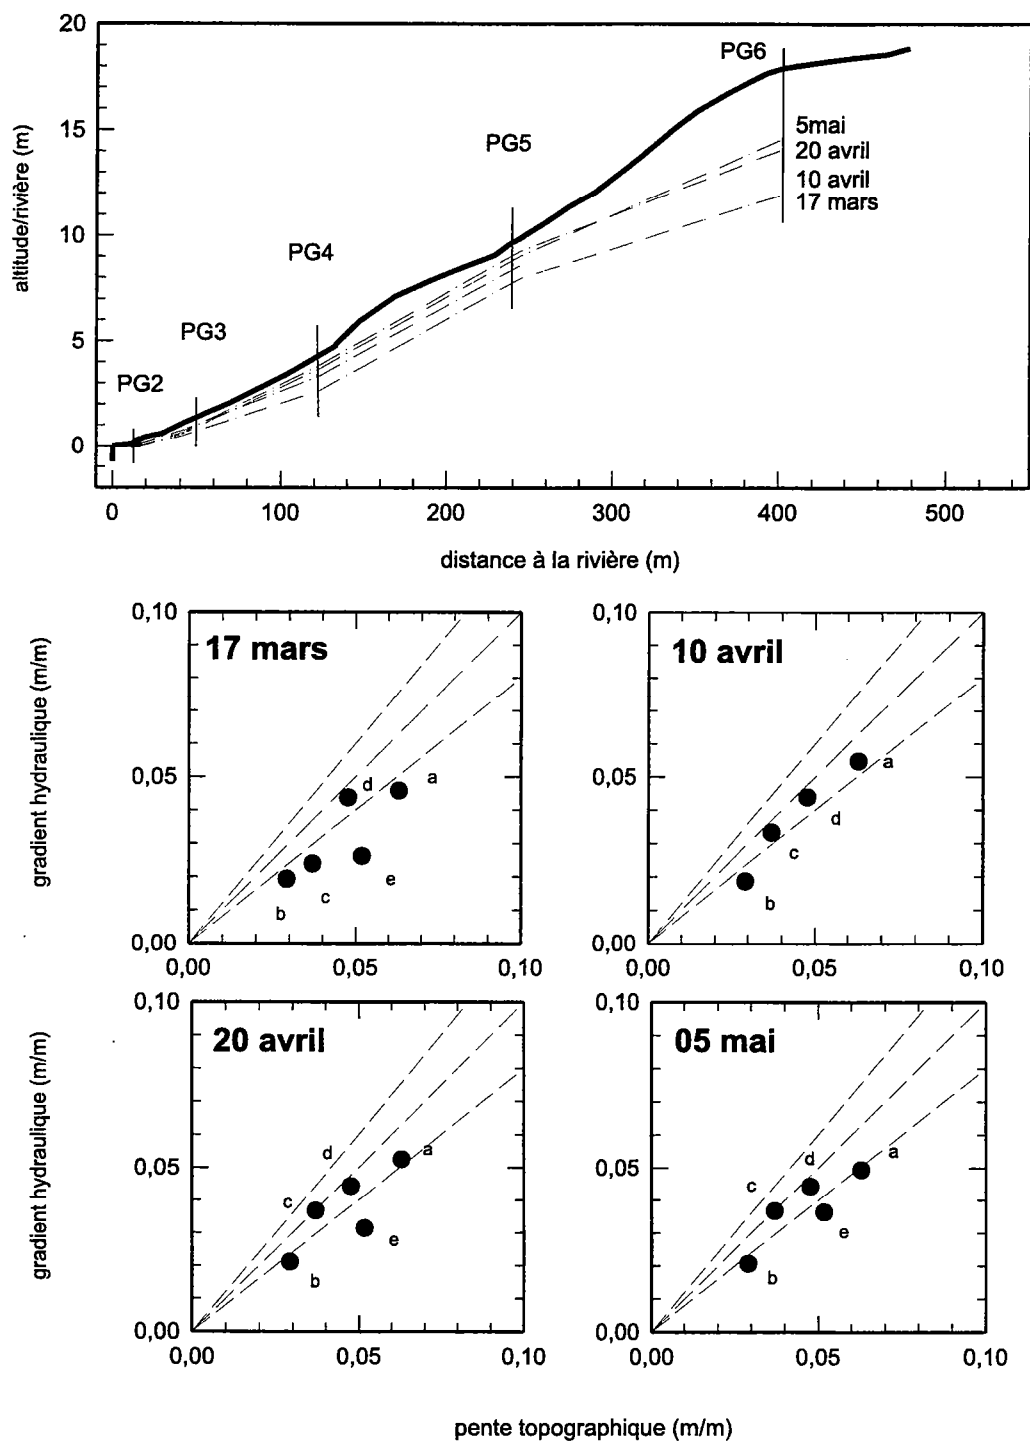 20
15
10
5
0
altitude/rivière (m)
PG2
PG3
PG4
PG5
PG6
5mai
20 avril
10 avril
17 mars
0
100
200
300
400
500
distance à la rivière (m)
0,10
0,05
0,00
gradient hydraulique (m/m)
17 mars
a
d
e
c
b
0,00
0,05
0,10
0,10
0,05
0,00
10 avril
a
d
c
b
0,00
0,05
0,10
0,10
0,05
0,00
gradient hydraulique (m/m)
20 avril
d
a
c
e
b
0,00
0,05
0,10
0,10
0,05
0,00
05 mai
d
a
c
e
b
0,00
0,05
0,10
pente topographique (m/m)